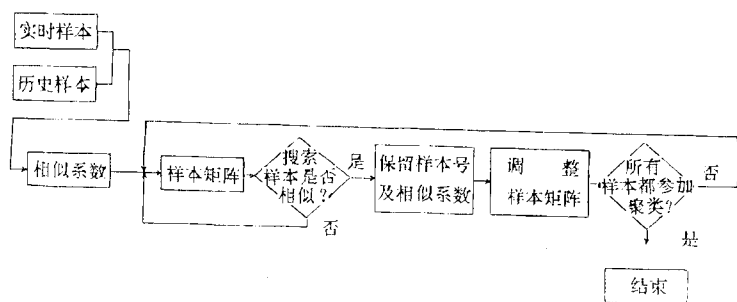 实时样本
历史样本
相似系数
样本矩阵
搜索
样本是否
相似?
是
否
保留样本号
及相似系数
调 整
样本矩阵
所有
样本都参加
聚类?
否
是
结束